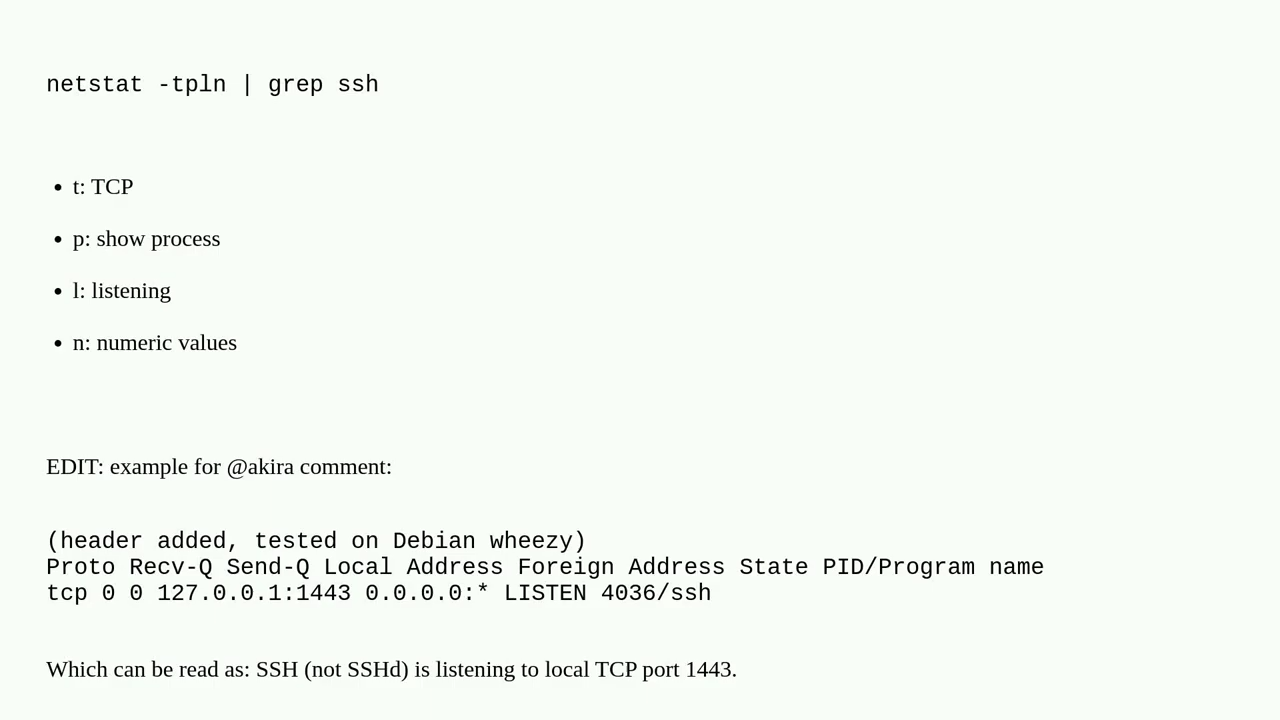 netstat -tpln | grep ssh
• t: TCP
• p: show process
• l: listening
• n: numeric values
EDIT: example for @akira comment:
(header added, tested on Debian wheezy)
Proto Recv-Q Send-Q Local Address Foreign Address State PID/Program name
tcp 0 0 127.0.0.1:1443 0.0.0.0:* LISTEN 4036/ssh
Which can be read as: SSH (not SSHd) is listening to local TCP port 1443.